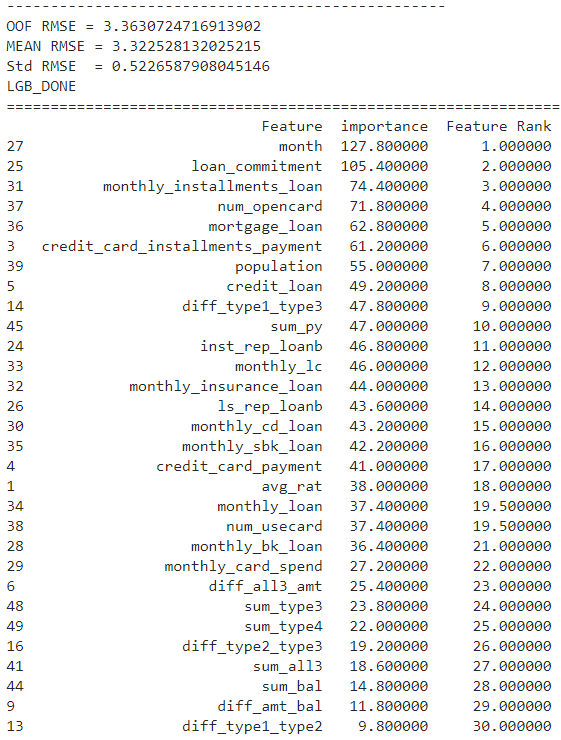 --------------------------------------------------
OOF RMSE = 3.3630724716913902
MEAN RMSE = 3.322528132025215
Std RMSE  = 0.5226587908045146
LGB_DONE
===============================================================
Feature importance Feature Rank
27 month 127.800000 1.000000
25 loan_commitment 105.400000 2.000000
31 monthly_installments_loan 74.400000 3.000000
37 num_opencard 71.800000 4.000000
36 mortgage_loan 62.800000 5.000000
3 credit_card_installments_payment 61.200000 6.000000
39 population 55.000000 7.000000
5 credit_loan 49.200000 8.000000
14 diff_type1_type3 47.800000 9.000000
45 sum_py 47.000000 10.000000
24 inst_rep_loanb 46.800000 11.000000
33 monthly_lc 46.000000 12.000000
32 monthly_insurance_loan 44.000000 13.000000
26 ls_rep_loanb 43.600000 14.000000
30 monthly_cd_loan 43.200000 15.000000
35 monthly_sbk_loan 42.200000 16.000000
4 credit_card_payment 41.000000 17.000000
1 avg_rat 38.000000 18.000000
34 monthly_loan 37.400000 19.500000
38 num_usecard 37.400000 19.500000
28 monthly_bk_loan 36.400000 21.000000
29 monthly_card_spend 27.200000 22.000000
6 diff_all3_amt 25.400000 23.000000
48 sum_type3 23.800000 24.000000
49 sum_type4 22.000000 25.000000
16 diff_type2_type3 19.200000 26.000000
41 sum_all3 18.600000 27.000000
44 sum_bal 14.800000 28.000000
9 diff_amt_bal 11.800000 29.000000
13 diff_type1_type2 9.800000 30.000000